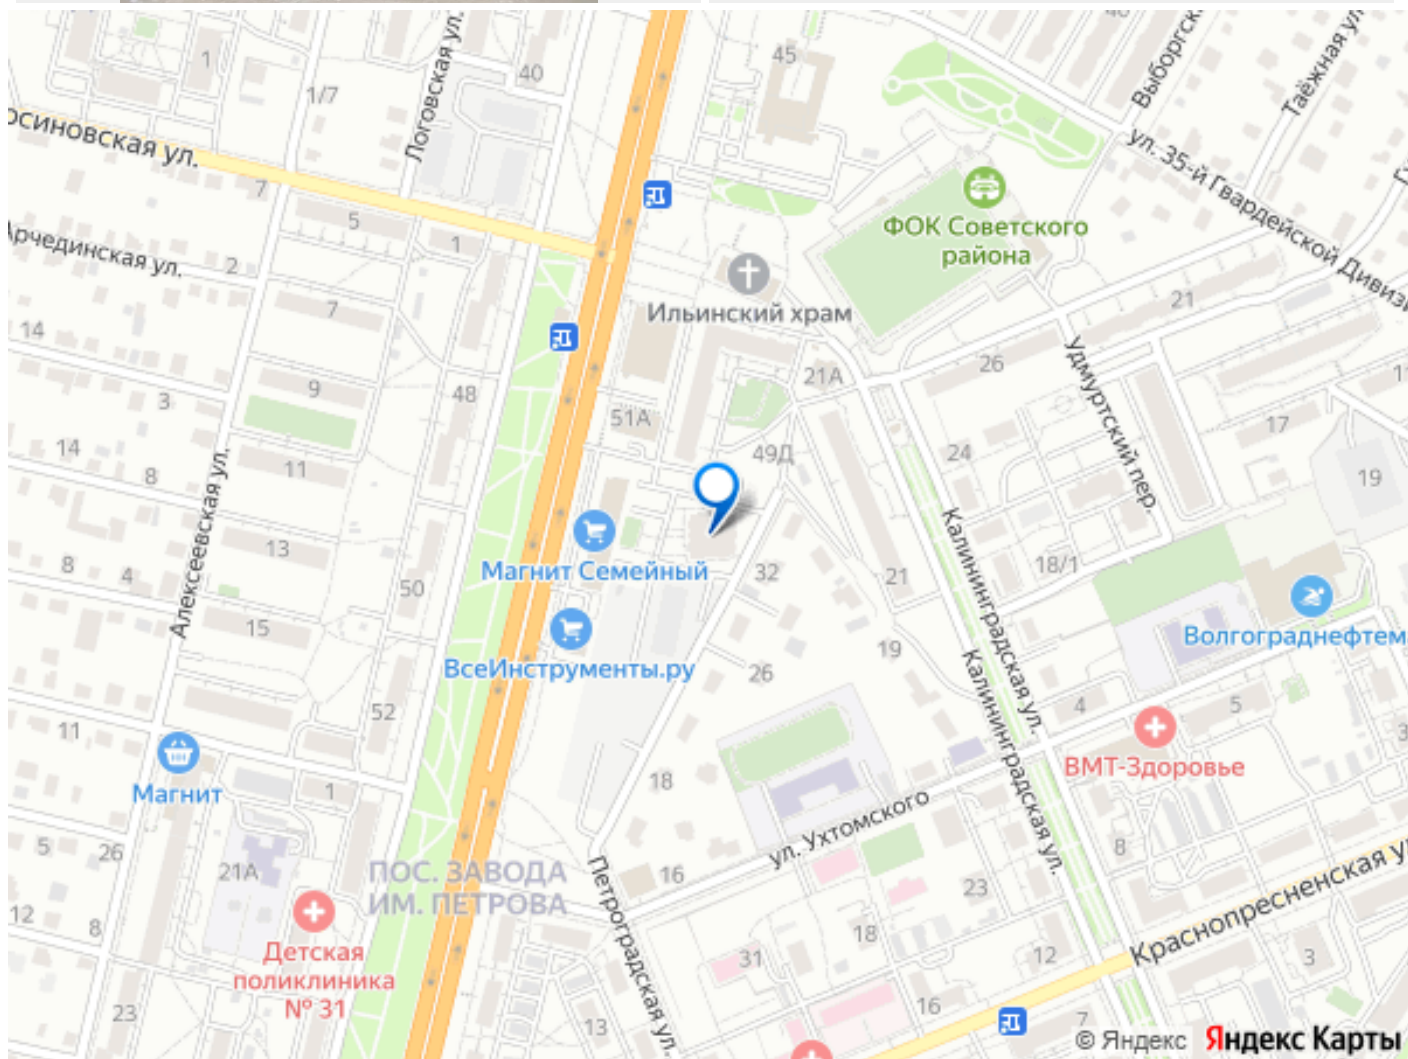 45
40
1
1/7
Логовская ул.
Выборгск
Таёжная ул
ул. 35-й Гвардейской Дивизи
осиновская ул.
7
5
1
ФОК Советского
района
Арчединская ул.
2
7
Ильинский храм
21
14
9
48
3
21А
26
Удмуртский пер.
11
51А
17
14
8
11
49Д
24
19
Алексеевская ул.
13
Магнит Семейный
32
21
18/1
Калининградская ул.
8
4
50
15
ВсеИнструменты.ру
26
19
Волгограднефтем
Калининградская ул.
4
5
11
52
3
Магнит
1
18
ВМТ-Здоровье
ул. Ухтомского
5
26
21А
ПОС. ЗАВОДА
ИМ. ПЕТРОВА
16
23
8
Краснопресненская у
12
8
Детская
поликлиника
№ 31
Петроградская ул.
18
31
12
3
23
13
16
7
© Яндекс Яндекс Карты